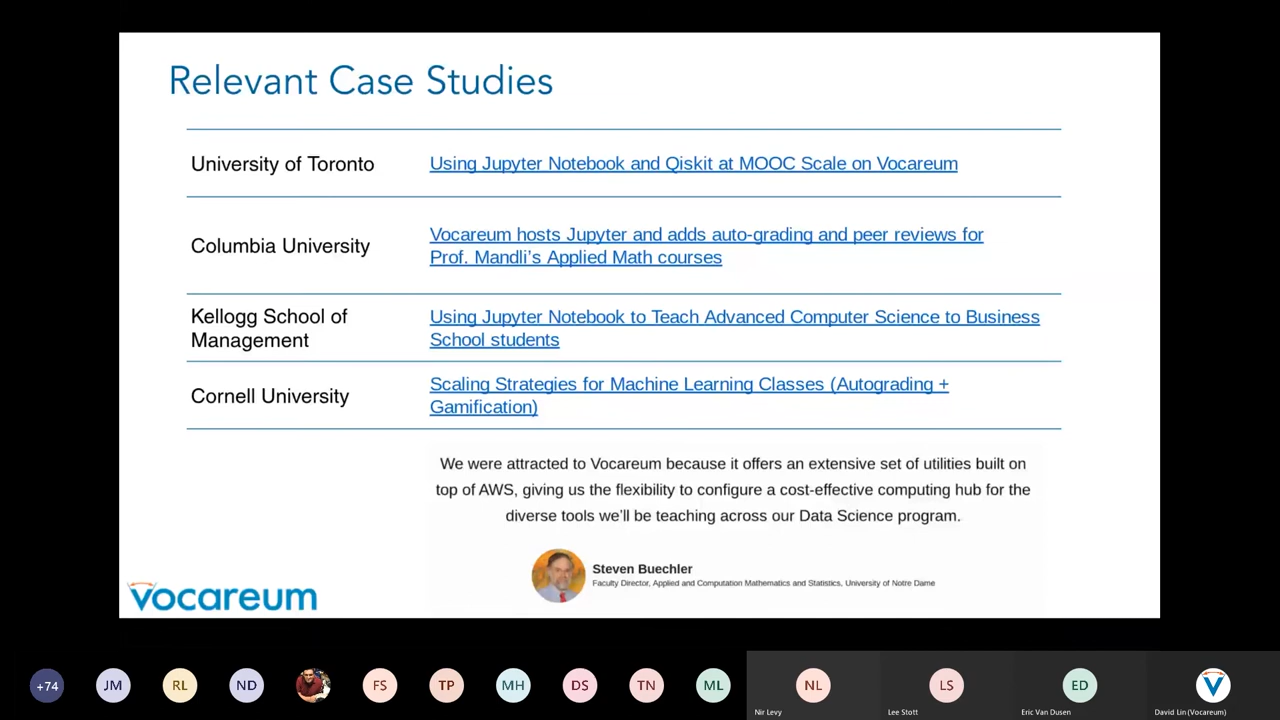 Relevant Case Studies
University of Toronto
Using Jupyter Notebook and Qiskit at MOOC Scale on Vocareum
Columbia University
Vocareum hosts Jupyter and adds auto-grading and peer reviews for
Prof. Mandli's Applied Math courses
Kellogg School of
Management
Using Jupyter Notebook to Teach Advanced Computer Science to Business
School students
Cornell University
Scaling Strategies for Machine Learning Classes (Autograding +
Gamification)
We were attracted to Vocareum because it offers an extensive set of utilities built on
top of AWS, giving us the flexibility to configure a cost-effective computing hub for the
diverse tools we'll be teaching across our Data Science program.
Steven Buechler
Faculty Director, Applied and Computation Mathematics and Statistics, University of Notre Dame
vocareum
+74
JM
RL
ND
FS
TP
MH
DS
TN
ML
NL
LS
ED
Nir Levy
Lee Stott
Eric Van Dusen
David Lin (Vocareum)